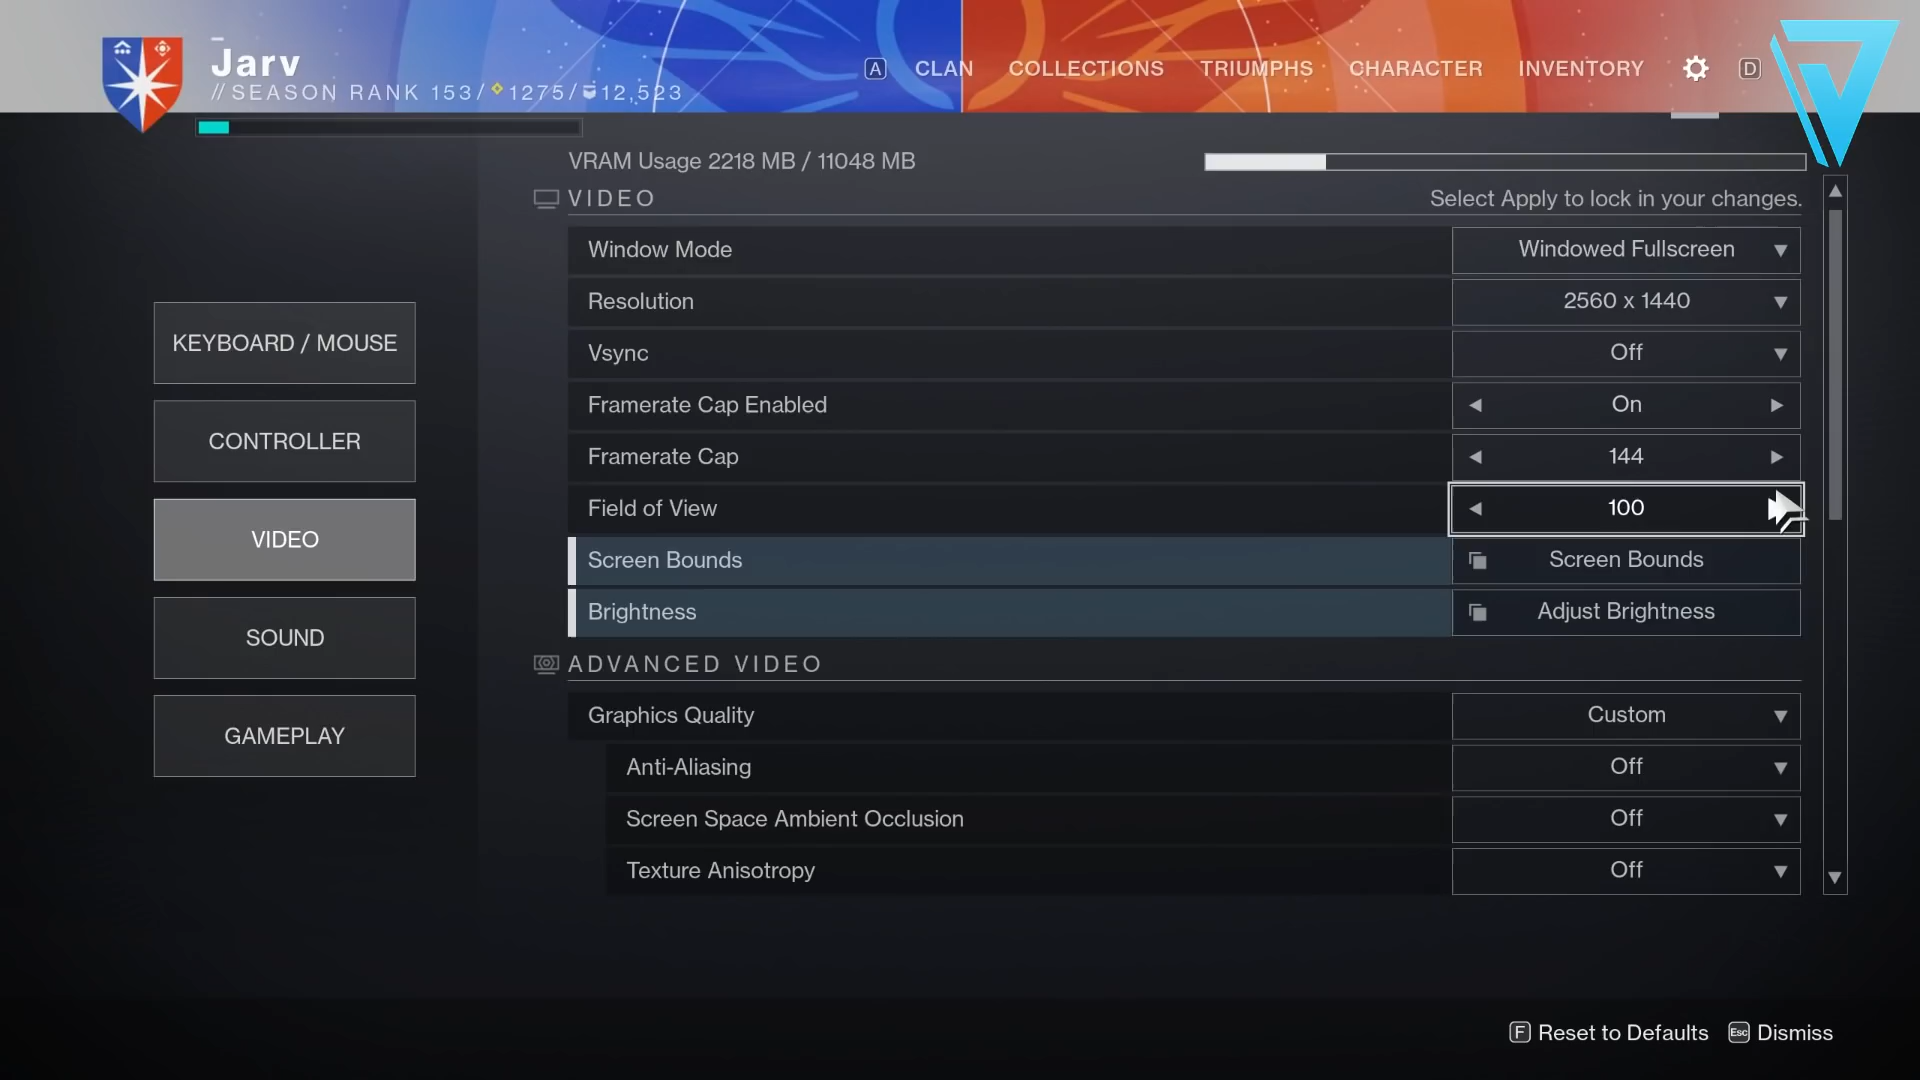 Jarv
// SEASON RANK 153/ 1275/ 12,523
A CLAN COLLECTIONS TRIUMPHS CHARACTER INVENTORY D
VRAM Usage 2218 MB / 11048 MB
VIDEO Select Apply to lock in your changes.
Window Mode Windowed Fullscreen
Resolution 2560 x 1440
Vsync Off
Framerate Cap Enabled On
Framerate Cap 144
Field of View 100
Screen Bounds Screen Bounds
Brightness Adjust Brightness
ADVANCED VIDEO
Graphics Quality Custom
Anti-Aliasing Off
Screen Space Ambient Occlusion Off
Texture Anisotropy Off
KEYBOARD / MOUSE
CONTROLLER
VIDEO
SOUND
GAMEPLAY
F Reset to Defaults Esc Dismiss